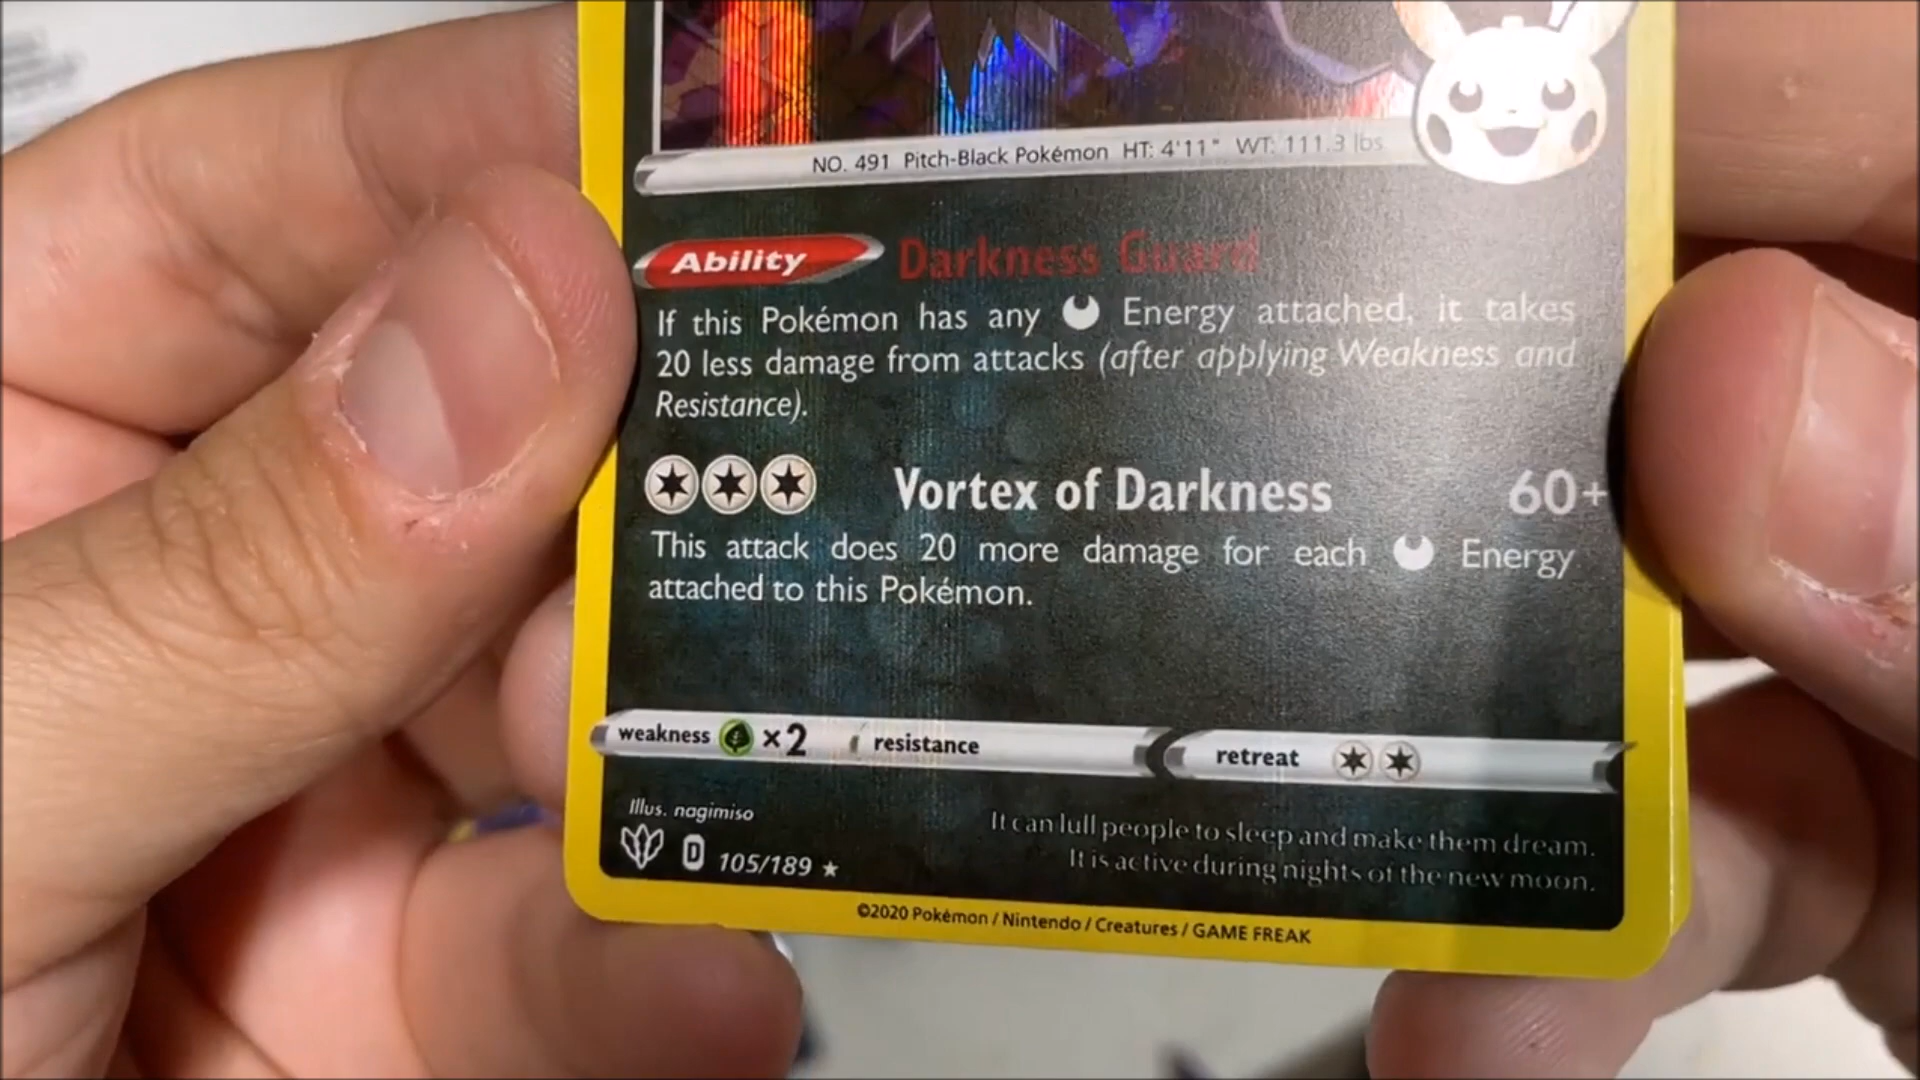 NO. 491 Pitch-Black Pokémon HT: 4'11" WT: 111.3 lbs.
Ability Darkness Guard
If this Pokémon has any Energy attached, it takes
20 less damage from attacks (after applying Weakness and
Resistance).
Vortex of Darkness 60+
This attack does 20 more damage for each Energy
attached to this Pokémon.
weakness ×2 resistance retreat
Illus. nagimiso
D 105/189 ★
It can lull people to sleep and make them dream.
It is active during nights of the new moon.
©2020 Pokémon / Nintendo / Creatures / GAME FREAK